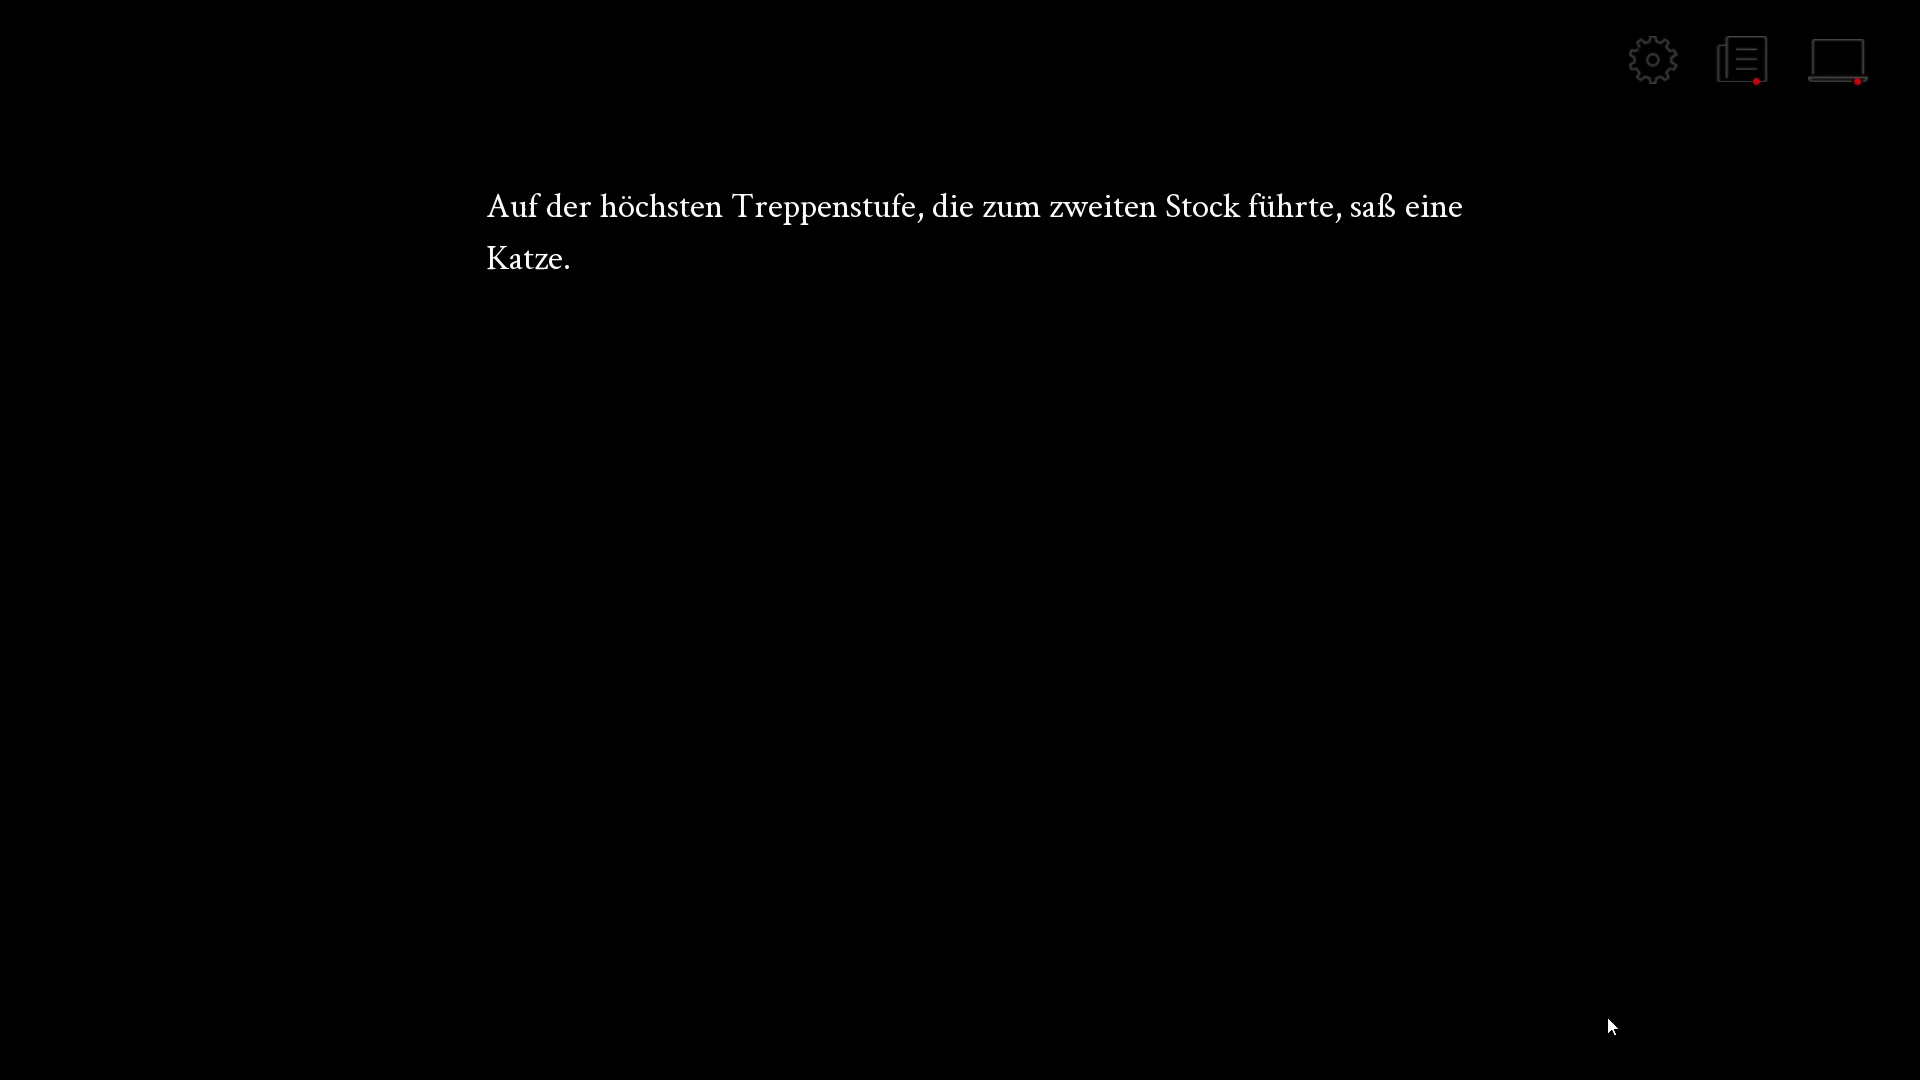 Auf der höchsten Treppenstufe, die zum zweiten Stock führte, saß eine
Katze.